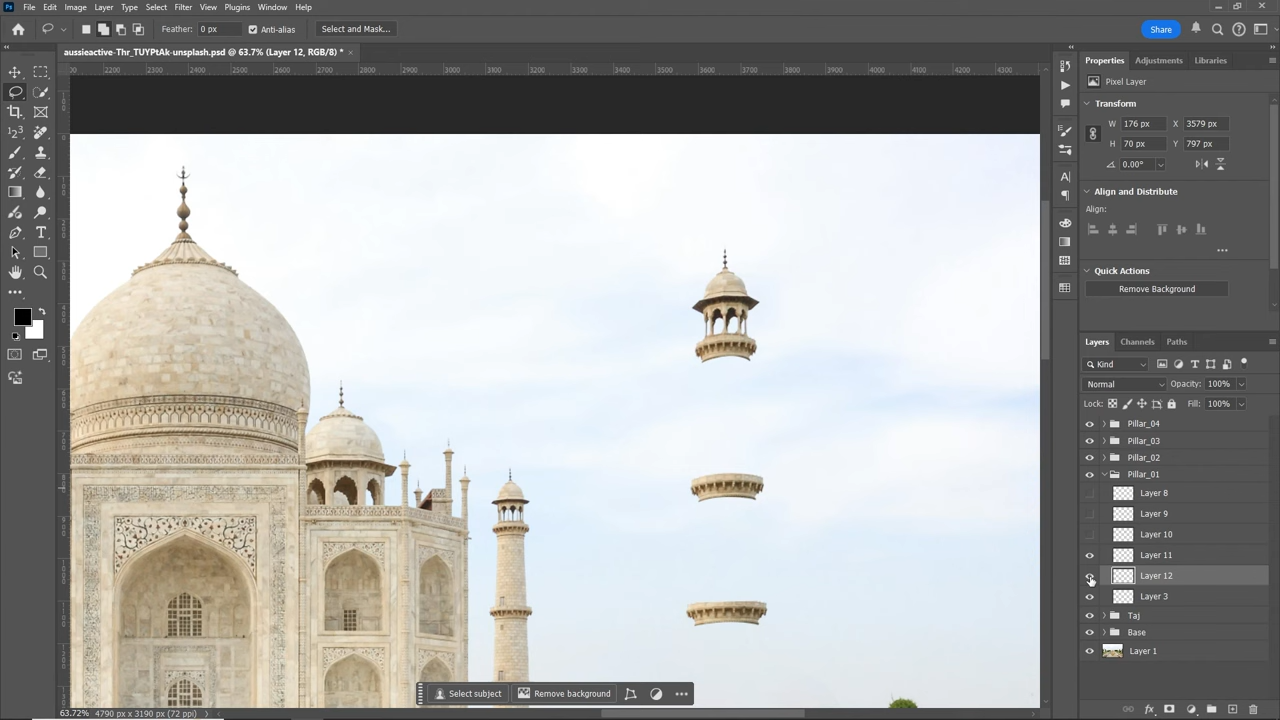 Ps File Edit Image Layer Type Select Filter View Plugins Window Help
Feather: 0 px Anti-alias Select and Mask... Share
aussieactive-Thr_TUYPtAk-unsplash.psd @ 63.7% (Layer 12, RGB/8) *
2200 2300 2400 2500 2600 2700 2800 2900 3000 3100 3200 3300 3400 3500 3600 3700 3800 3900 4000 4100 4200 4300
Properties Adjustments Libraries
Pixel Layer
Transform
W 176 px X 3579 px
H 70 px Y 797 px
0.00°
Align and Distribute
Align:
Quick Actions
Remove Background
Layers Channels Paths
Kind
Normal Opacity: 100%
Lock: Fill: 100%
Pillar_04
Pillar_03
Pillar_02
Pillar_01
Layer 8
Layer 9
Layer 10
Layer 11
Layer 12
Layer 3
Taj
Base
Layer 1
Select subject Remove background
63.72% 4790 px x 3190 px (72 ppi)